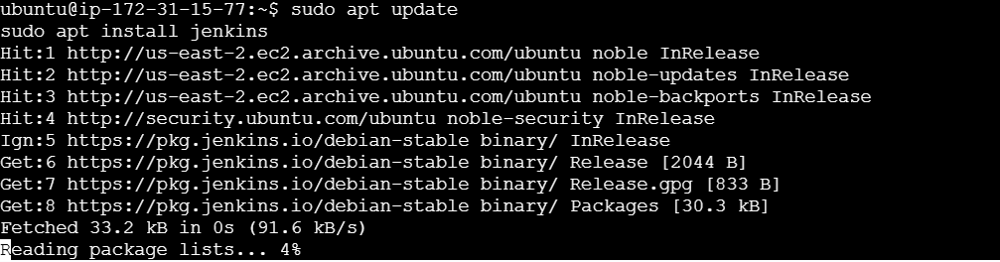 ubuntu@ip-172-31-15-77:~$ sudo apt update
sudo apt install jenkins
Hit:1 http://us-east-2.ec2.archive.ubuntu.com/ubuntu noble InRelease
Hit:2 http://us-east-2.ec2.archive.ubuntu.com/ubuntu noble-updates InRelease
Hit:3 http://us-east-2.ec2.archive.ubuntu.com/ubuntu noble-backports InRelease
Hit:4 http://security.ubuntu.com/ubuntu noble-security InRelease
Ign:5 https://pkg.jenkins.io/debian-stable binary/ InRelease
Get:6 https://pkg.jenkins.io/debian-stable binary/ Release [2044 B]
Get:7 https://pkg.jenkins.io/debian-stable binary/ Release.gpg [833 B]
Get:8 https://pkg.jenkins.io/debian-stable binary/ Packages [30.3 kB]
Fetched 33.2 kB in 0s (91.6 kB/s)
Reading package lists... 4%